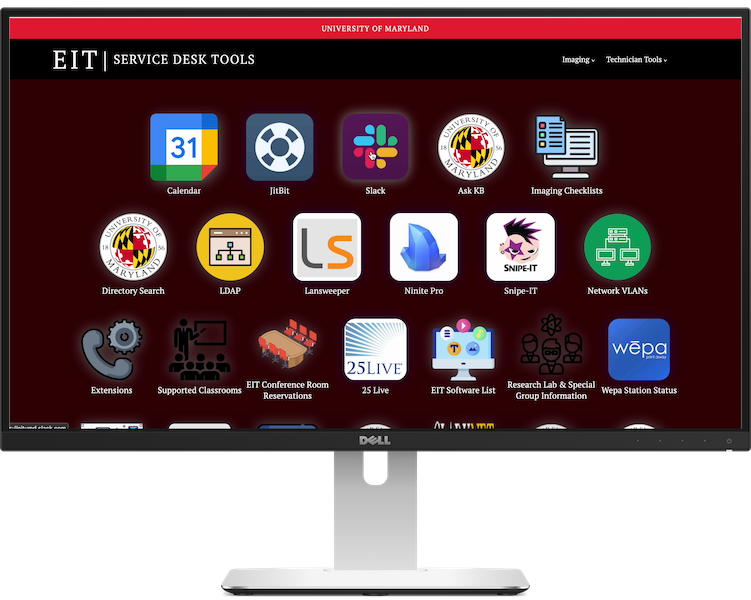 UNIVERSITY OF MARYLAND
EIT | SERVICE DESK TOOLS
Imaging
Technician Tools
31
UNIVERSITY OF
18 56
MARYLAND
Calendar
JitBit
Slack
Ask KB
Imaging Checklists
UNIVERSITY OF
18 56
MARYLAND
LS
SNIPE-IT
Directory Search
LDAP
Lansweeper
Ninite Pro
Snipe-IT
Network VLANs
25LIVE
wēpa
print away
Extensions
Supported Classrooms
EIT Conference Room
Reservations
25 Live
EIT Software List
Research Lab & Special
Group Information
Wepa Station Status
DELL